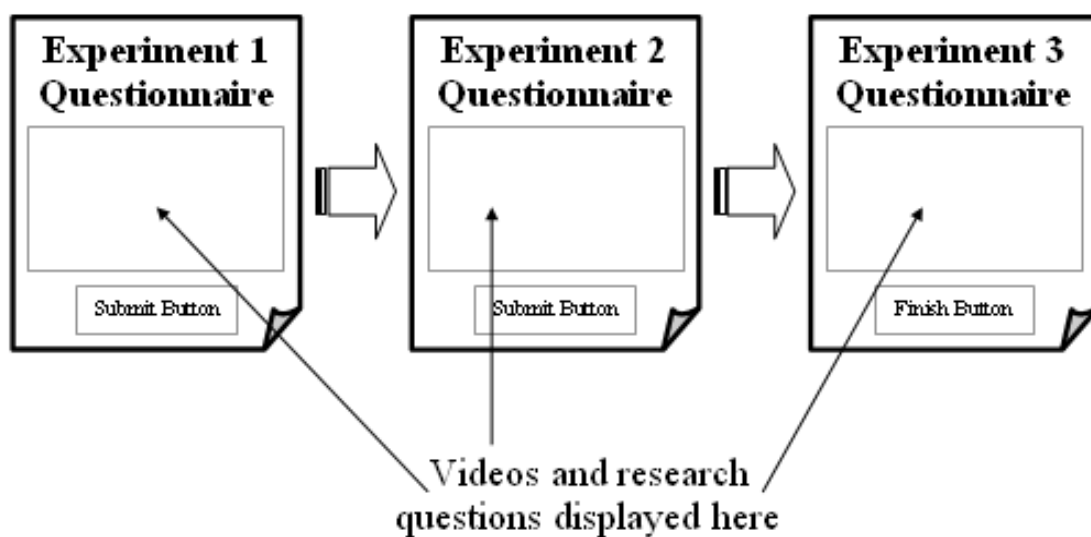 Experiment 1
Questionnaire
Submit Button
Experiment 2
Questionnaire
Submit Button
Experiment 3
Questionnaire
Finish Button
Videos and research
questions displayed here